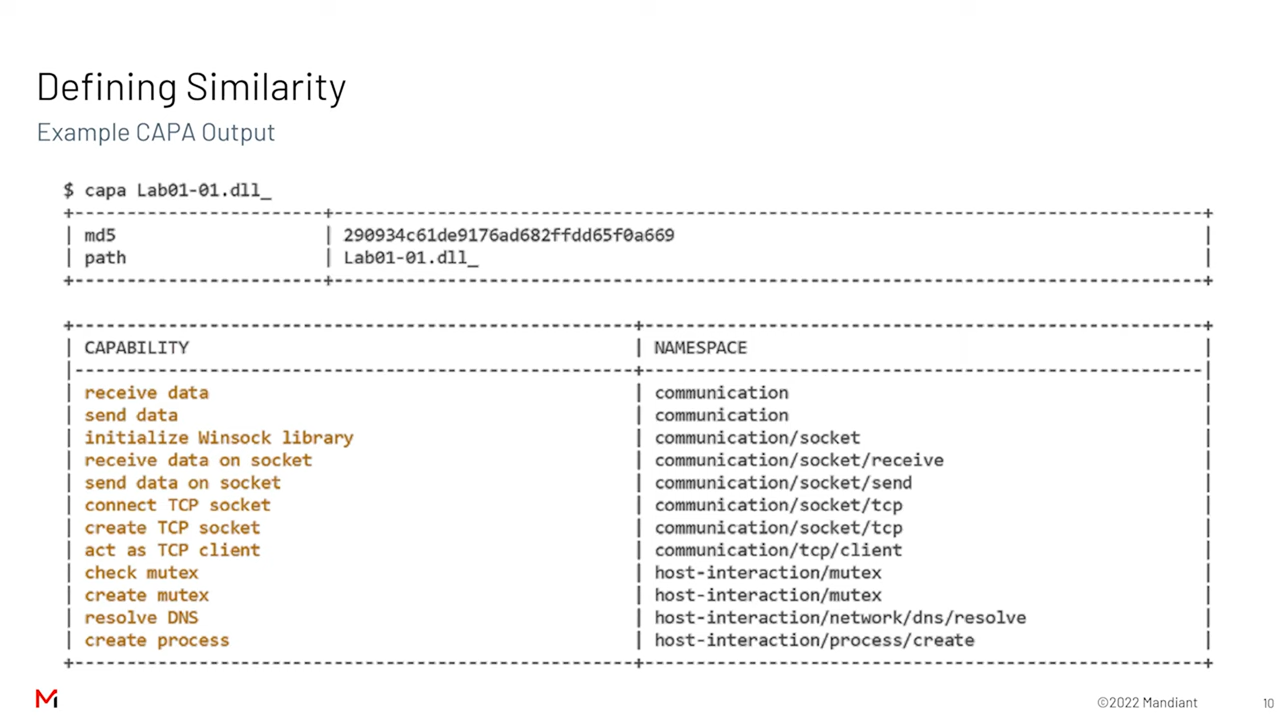 Defining Similarity
Example CAPA Output
$ capa Lab01-01.dll_
+------------------------+------------------------------------------------------------------------------------+
| md5 | 290934c61de9176ad682ffdd65f0a669 |
| path | Lab01-01.dll_ |
+------------------------+------------------------------------------------------------------------------------+
+------------------------------------------------------+------------------------------------------------------+
| CAPABILITY | NAMESPACE |
|------------------------------------------------------+------------------------------------------------------|
| receive data | communication |
| send data | communication |
| initialize Winsock library | communication/socket |
| receive data on socket | communication/socket/receive |
| send data on socket | communication/socket/send |
| connect TCP socket | communication/socket/tcp |
| create TCP socket | communication/socket/tcp |
| act as TCP client | communication/tcp/client |
| check mutex | host-interaction/mutex |
| create mutex | host-interaction/mutex |
| resolve DNS | host-interaction/network/dns/resolve |
| create process | host-interaction/process/create |
+------------------------------------------------------+------------------------------------------------------+
M ©2022 Mandiant 10